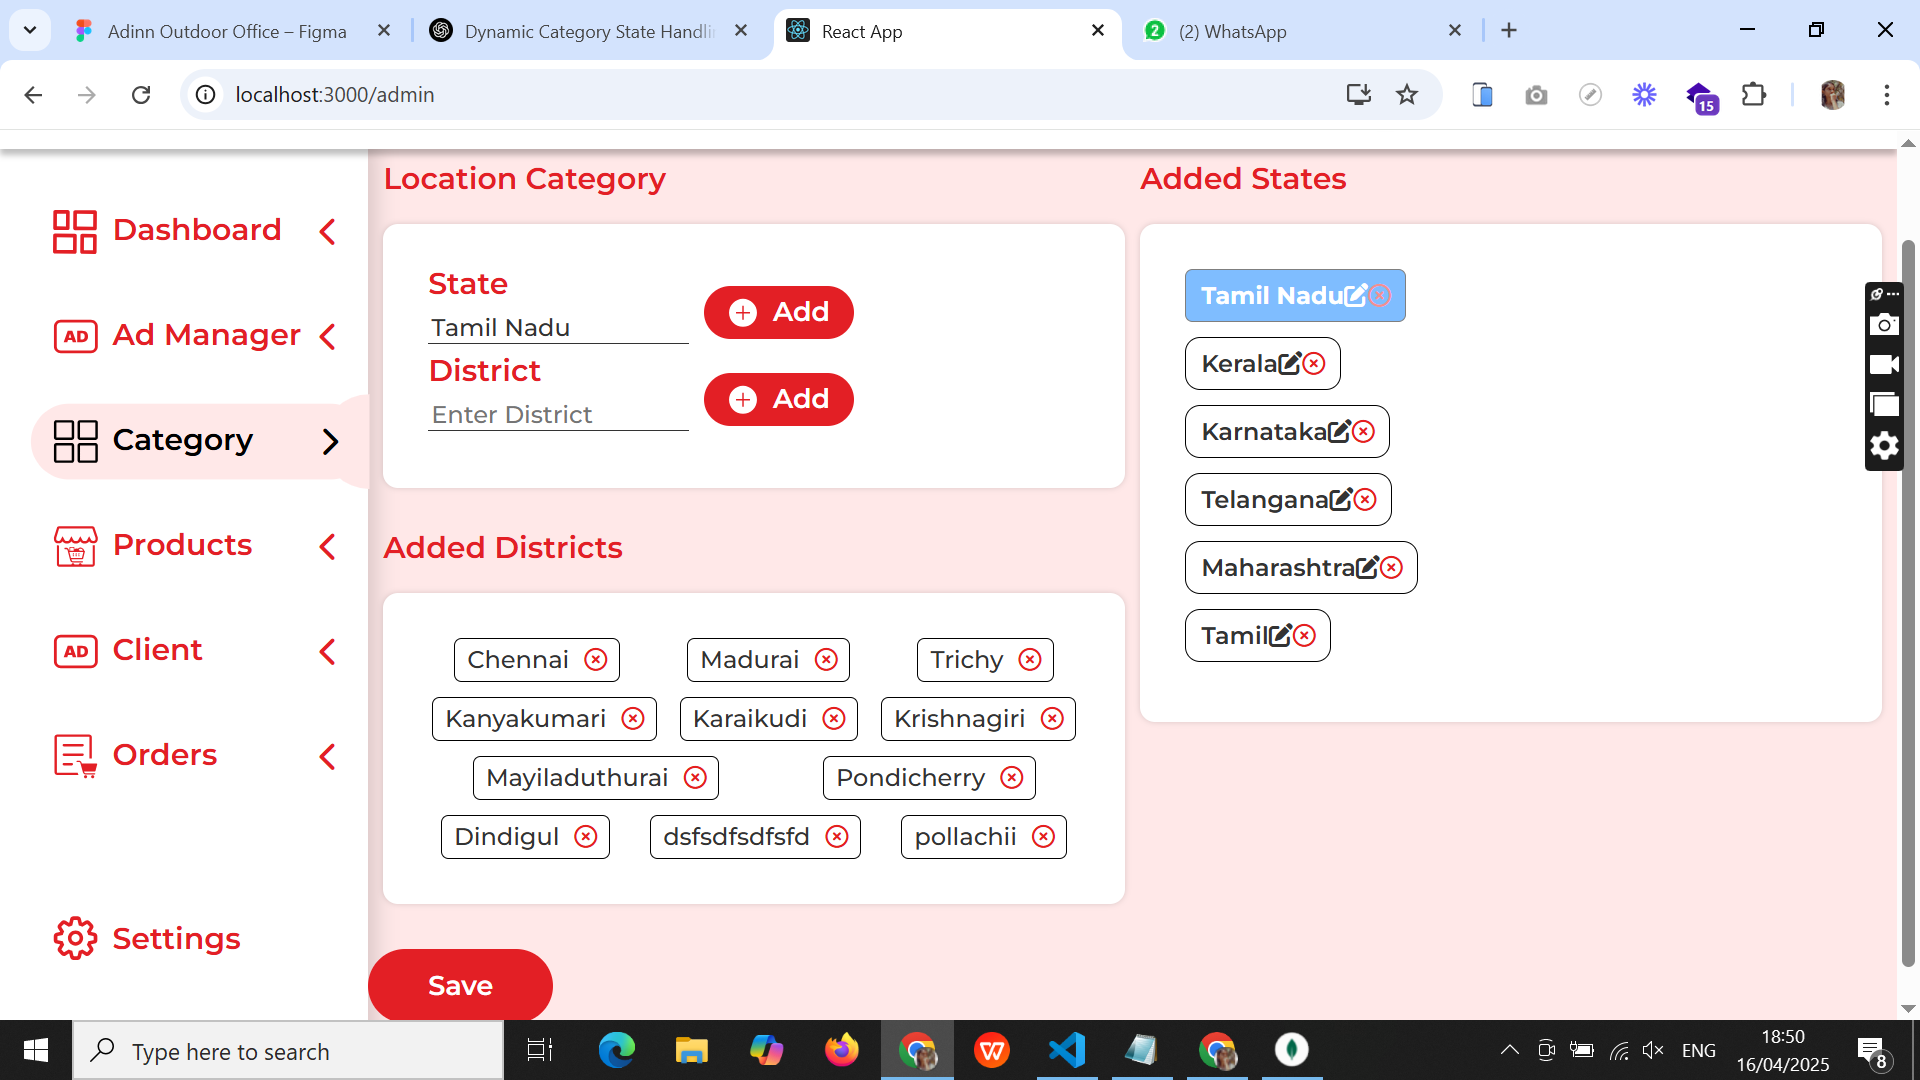 Adinn Outdoor Office – Figma
Dynamic Category State Handli
React App
2
(2) WhatsApp
localhost:3000/admin
15
Location Category
Added States
Dashboard
AD
Ad Manager
Category
Products
AD
Client
Orders
Settings
State
Tamil Nadu
Add
District
Enter District
Add
Tamil Nadu
Kerala
Karnataka
Telangana
Maharashtra
Tamil
Added Districts
Chennai
Madurai
Trichy
Kanyakumari
Karaikudi
Krishnagiri
Mayiladuthurai
Pondicherry
Dindigul
dsfsdfsdfsfd
pollachii
Save
Type here to search
ENG
18:50
16/04/2025
8